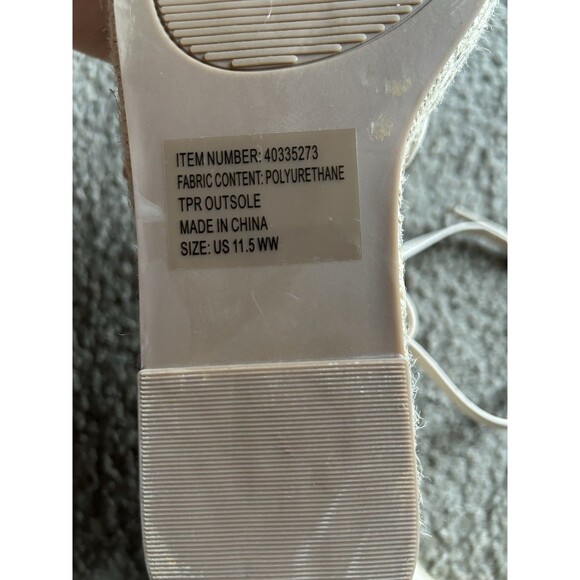 ITEM NUMBER: 40335273
FABRIC CONTENT: POLYURETHANE
TPR OUTSOLE
MADE IN CHINA
SIZE: US 11.5 WW